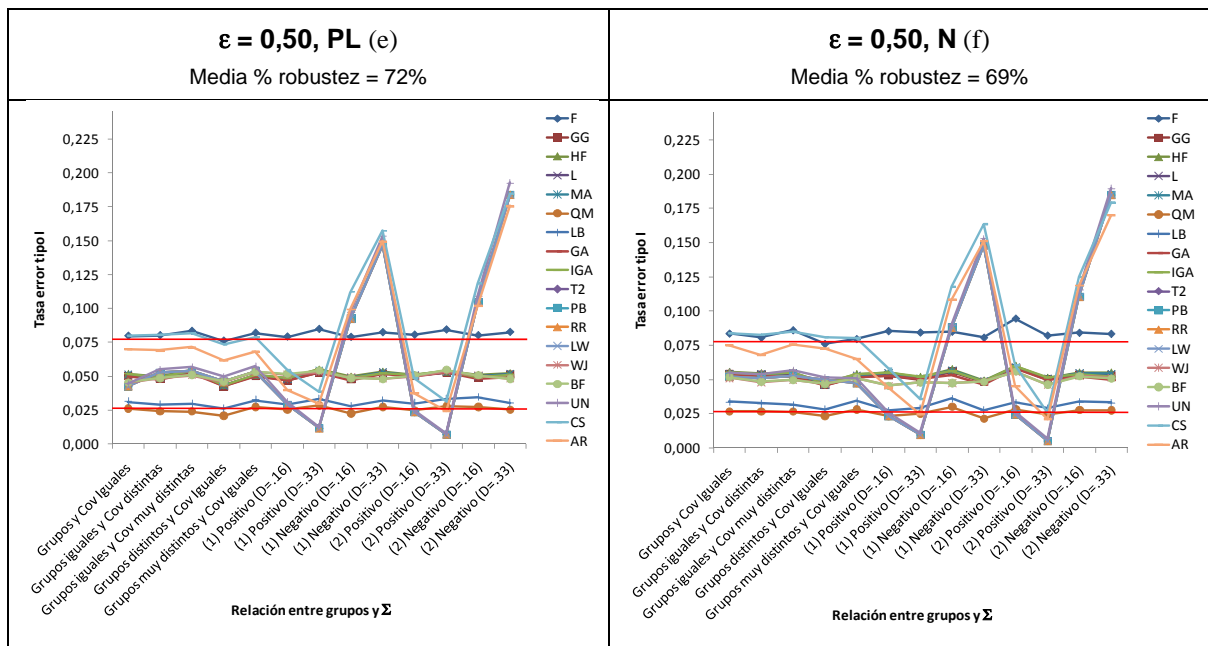 ε = 0,50, PL (e)
Media % robustez = 72%
ε = 0,50, N (f)
Media % robustez = 69%
Tasa error tipo I
0,225
0,200
0,175
0,150
0,125
0,100
0,075
0,050
0,025
0,000
Grupos y Cov Iguales
Grupos iguales y Cov distintas
Grupos iguales y Cov muy distintas
Grupos distintos y Cov Iguales
Grupos muy distintos y Cov Iguales
(1) Positivo (D=.16)
(1) Positivo (D=.33)
(1) Negativo (D=.16)
(1) Negativo (D=.33)
(2) Positivo (D=.16)
(2) Positivo (D=.33)
(2) Negativo (D=.16)
(2) Negativo (D=.33)
Relación entre grupos y Σ
F
GG
HF
L
MA
QM
LB
GA
IGA
T2
PB
RR
LW
WJ
BF
UN
CS
AR
Tasa error tipo I
0,225
0,200
0,175
0,150
0,125
0,100
0,075
0,050
0,025
0,000
Grupos y Cov Iguales
Grupos iguales y Cov distintas
Grupos iguales y Cov muy distintas
Grupos distintos y Cov Iguales
Grupos muy distintos y Cov Iguales
(1) Positivo (D=.16)
(1) Positivo (D=.33)
(1) Negativo (D=.16)
(1) Negativo (D=.33)
(2) Positivo (D=.16)
(2) Positivo (D=.33)
(2) Negativo (D=.16)
(2) Negativo (D=.33)
Relación entre grupos y Σ
F
GG
HF
L
MA
QM
LB
GA
IGA
T2
PB
RR
LW
WJ
BF
UN
CS
AR